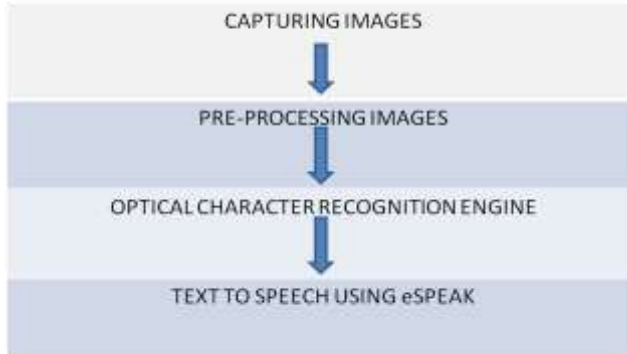 CAPTURING IMAGES
PRE-PROCESSING IMAGES
OPTICAL CHARACTER RECOGNITION ENGINE
TEXT TO SPEECH USING eSPEAK